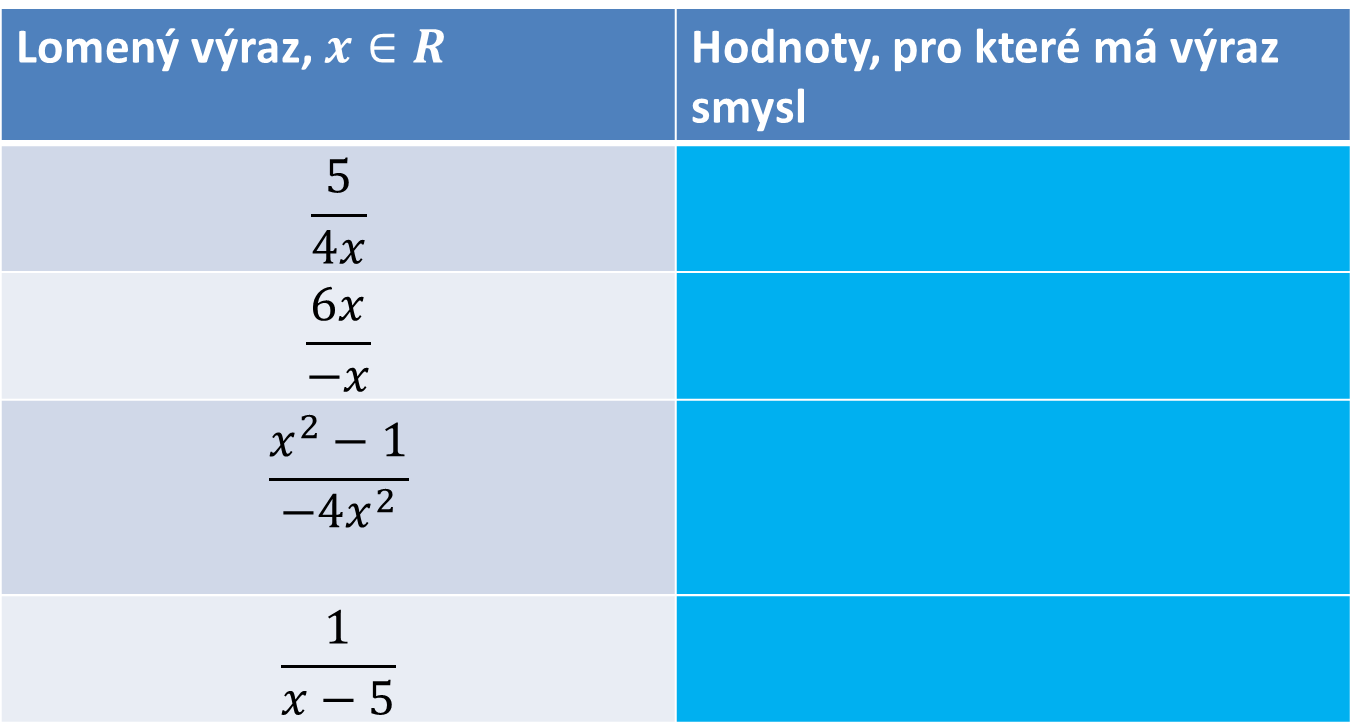 Lomený výraz, x ∈ R
Hodnoty, pro které má výraz
smysl
5
4x
6x
−x
x² − 1
−4x²
1
x − 5